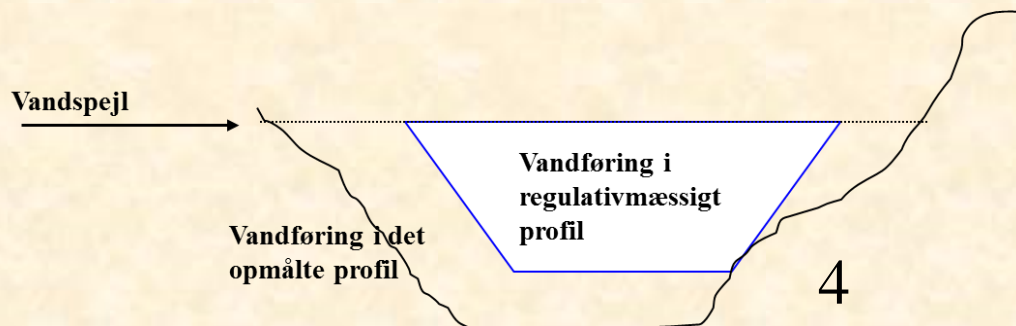 Vandspejl
Vandføring i
regulativmæssigt
profil
Vandføring i det
opmålte profil
4